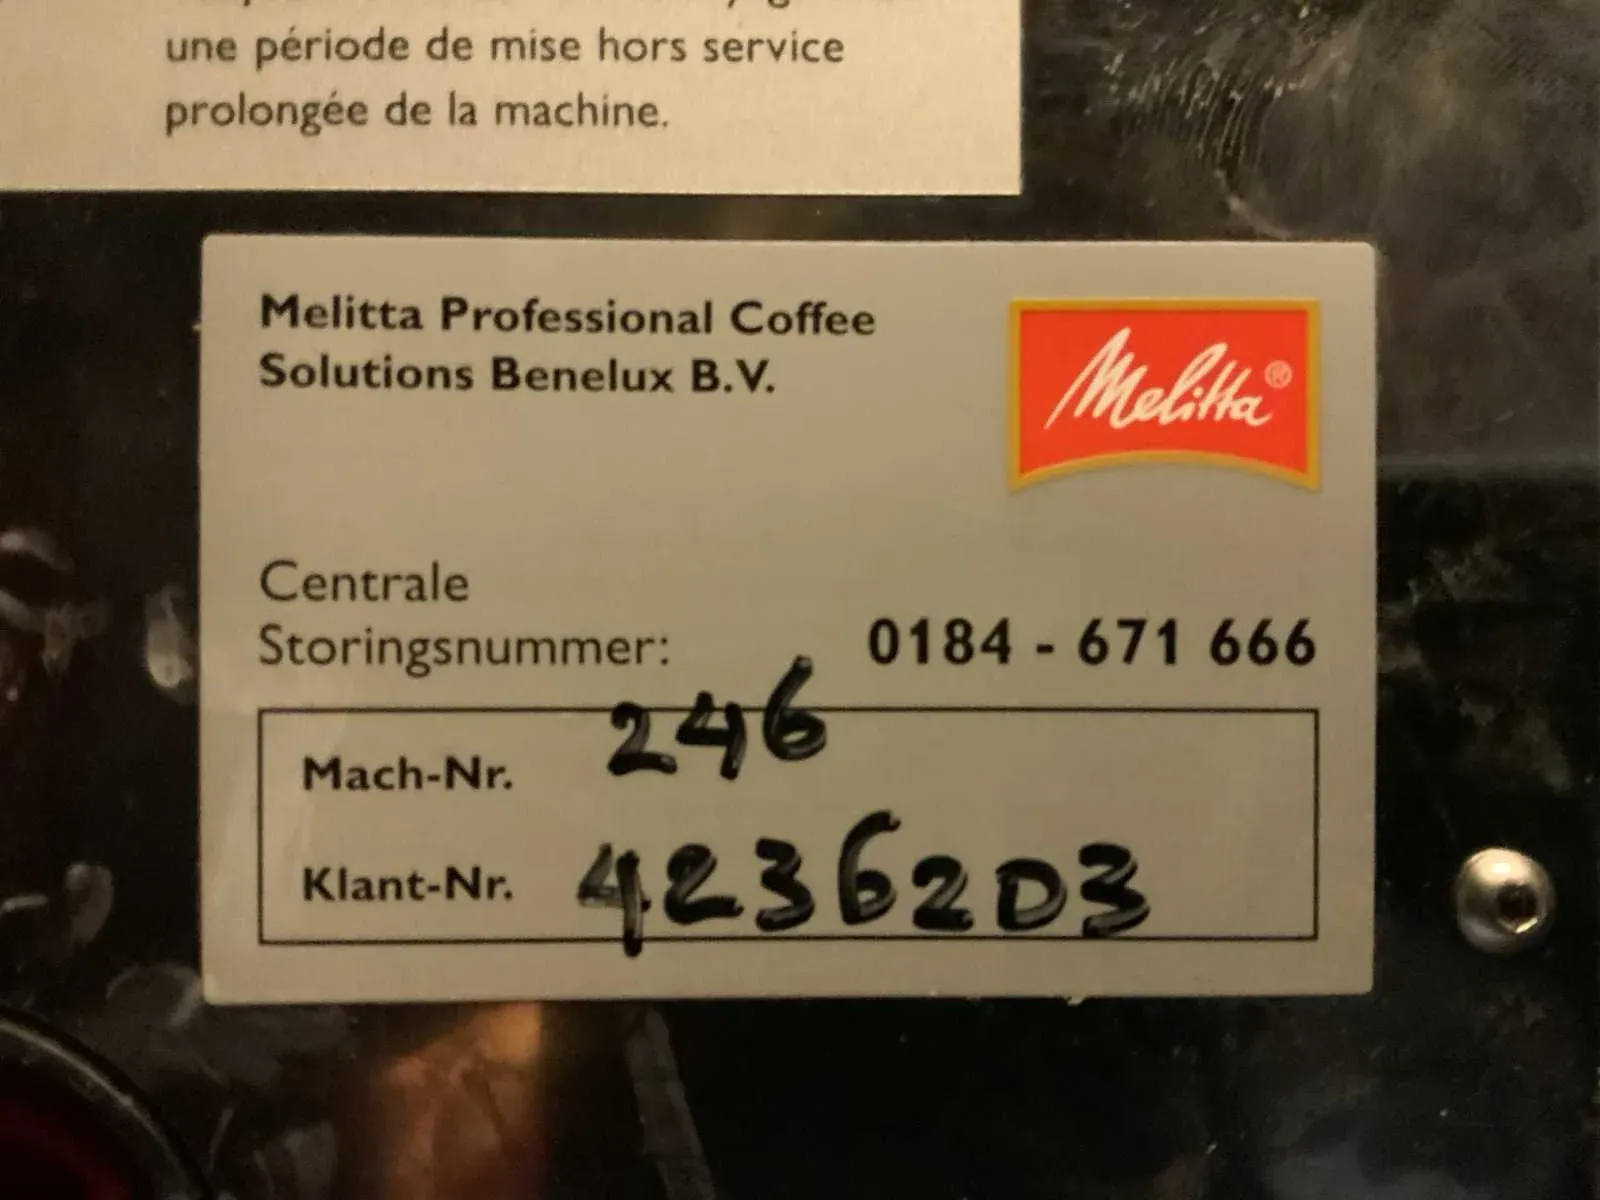 une période de mise hors service
prolongée de la machine.
Melitta Professional Coffee
Solutions Benelux B.V.
Melitta®
Centrale
Storingsnummer: 0184 - 671 666
Mach-Nr. 246
Klant-Nr. 4236203